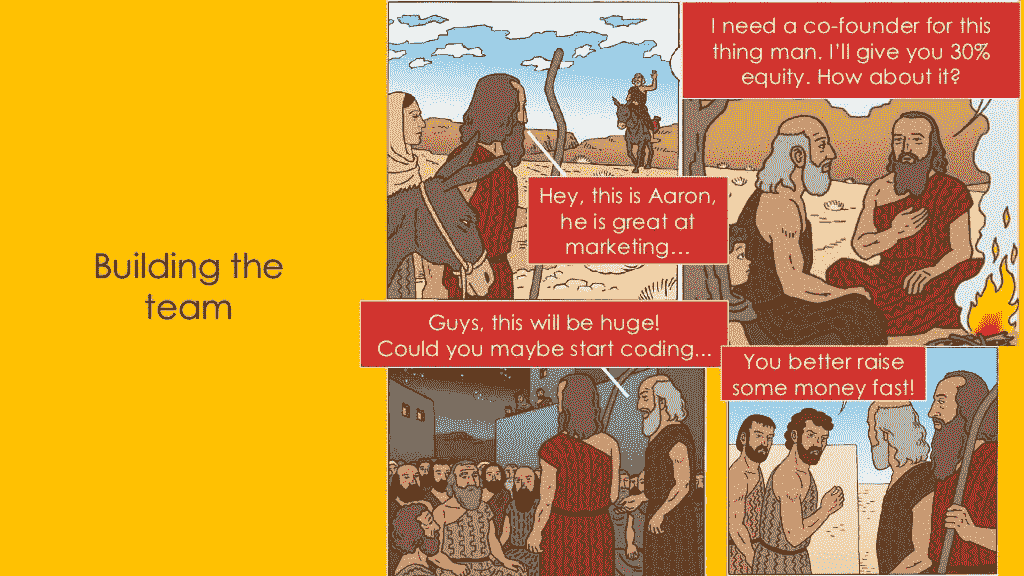 Building the
team
Hey, this is Aaron,
he is great at
marketing...
I need a co-founder for this
thing man. I'll give you 30%
equity. How about it?
Guys, this will be huge!
Could you maybe start coding...
You better raise
some money fast!